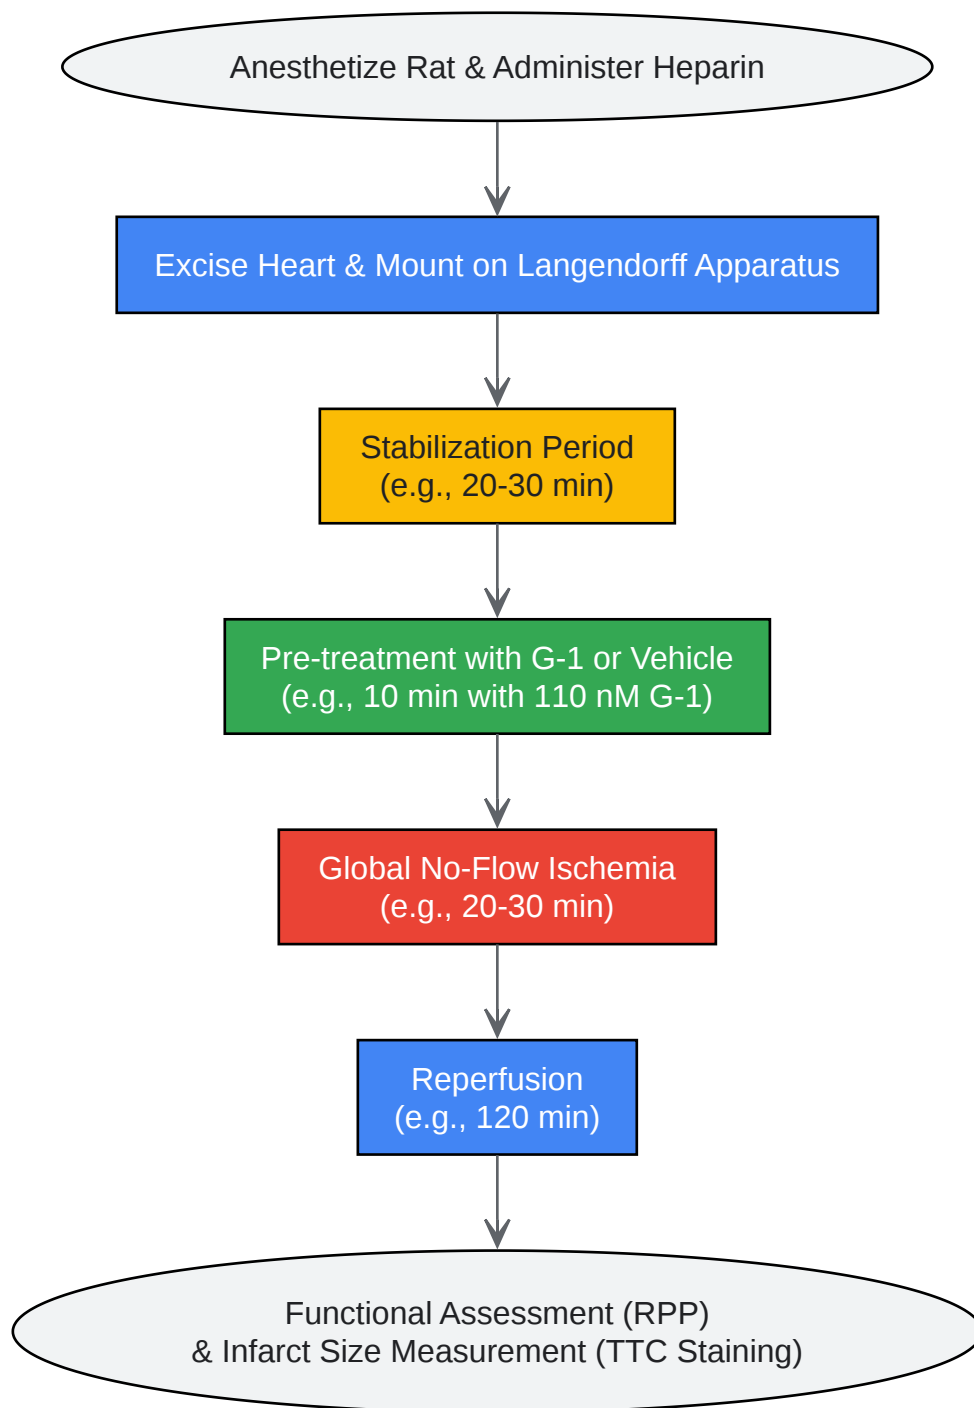 Anesthetize Rat & Administer Heparin
Excise Heart & Mount on Langendorff Apparatus
Stabilization Period
(e.g., 20-30 min)
Pre-treatment with G-1 or Vehicle
(e.g., 10 min with 110 nM G-1)
Global No-Flow Ischemia
(e.g., 20-30 min)
Reperfusion
(e.g., 120 min)
Functional Assessment (RPP)
& Infarct Size Measurement (TTC Staining)